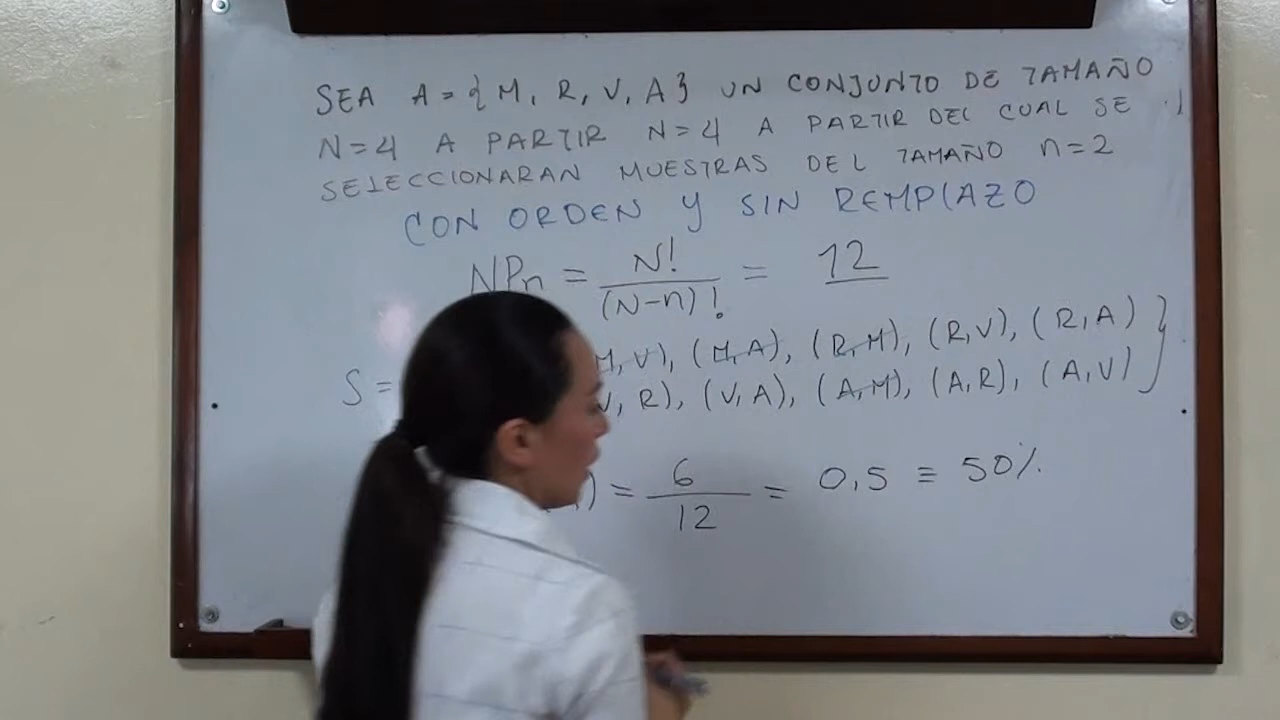 SEA A = { M, R, V, A } UN CONJUNTO DE TAMAÑO
N=4 A PARTIR N=4 A PARTIR DEL CUAL SE
SELECCIONARAN MUESTRAS DEL TAMAÑO n=2
CON ORDEN Y SIN REMPLAZO
NPn = N! / (N-n)! = 12
S = M, V), (M, A), (R, M), (R, V), (R, A) }
V, R), (V, A), (A, M), (A, R), (A, V)
) = 6 / 12 = 0,5 ≡ 50%